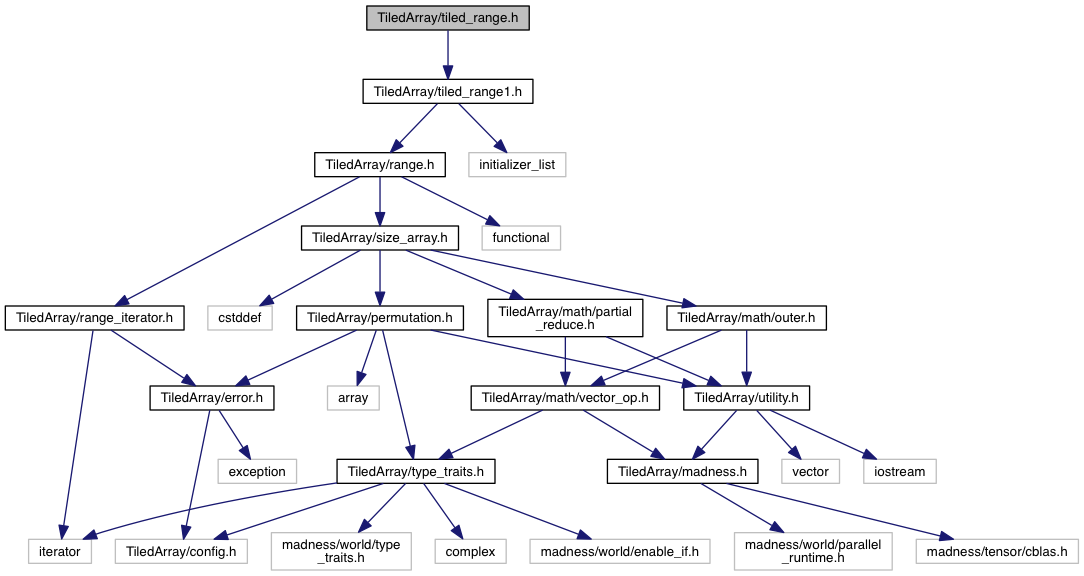 TiledArray/tiled_range.h
TiledArray/tiled_range1.h
TiledArray/range.h
initializer_list
TiledArray/size_array.h
functional
TiledArray/range_iterator.h
cstddef
TiledArray/permutation.h
TiledArray/math/partial
_reduce.h
TiledArray/math/outer.h
TiledArray/error.h
array
TiledArray/math/vector_op.h
TiledArray/utility.h
exception
TiledArray/type_traits.h
TiledArray/madness.h
vector
iostream
iterator
TiledArray/config.h
madness/world/type
_traits.h
complex
madness/world/enable_if.h
madness/world/parallel
_runtime.h
madness/tensor/cblas.h